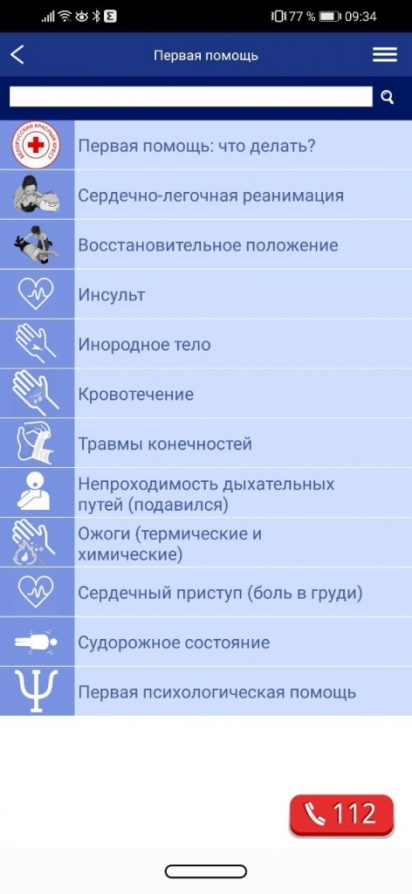 77 % 09:34
Первая помощь
БЕЛОРУССКИЙ КРАСНЫЙ КРЕСТ
Первая помощь: что делать?
Сердечно-легочная реанимация
Восстановительное положение
Инсульт
Инородное тело
Кровотечение
Травмы конечностей
Непроходимость дыхательных
путей (подавился)
Ожоги (термические и
химические)
Сердечный приступ (боль в груди)
Судорожное состояние
Первая психологическая помощь
112